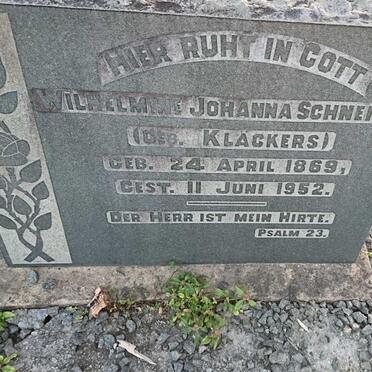 HIER RUHT IN GOTT
WILHELMINE JOHANNA SCHNEI
(GEB. KLACKERS)
GEB. 24 APRIL 1869,
GEST. 11 JUNI 1952.
DER HERR IST MEIN HIRTE.
PSALM 23.